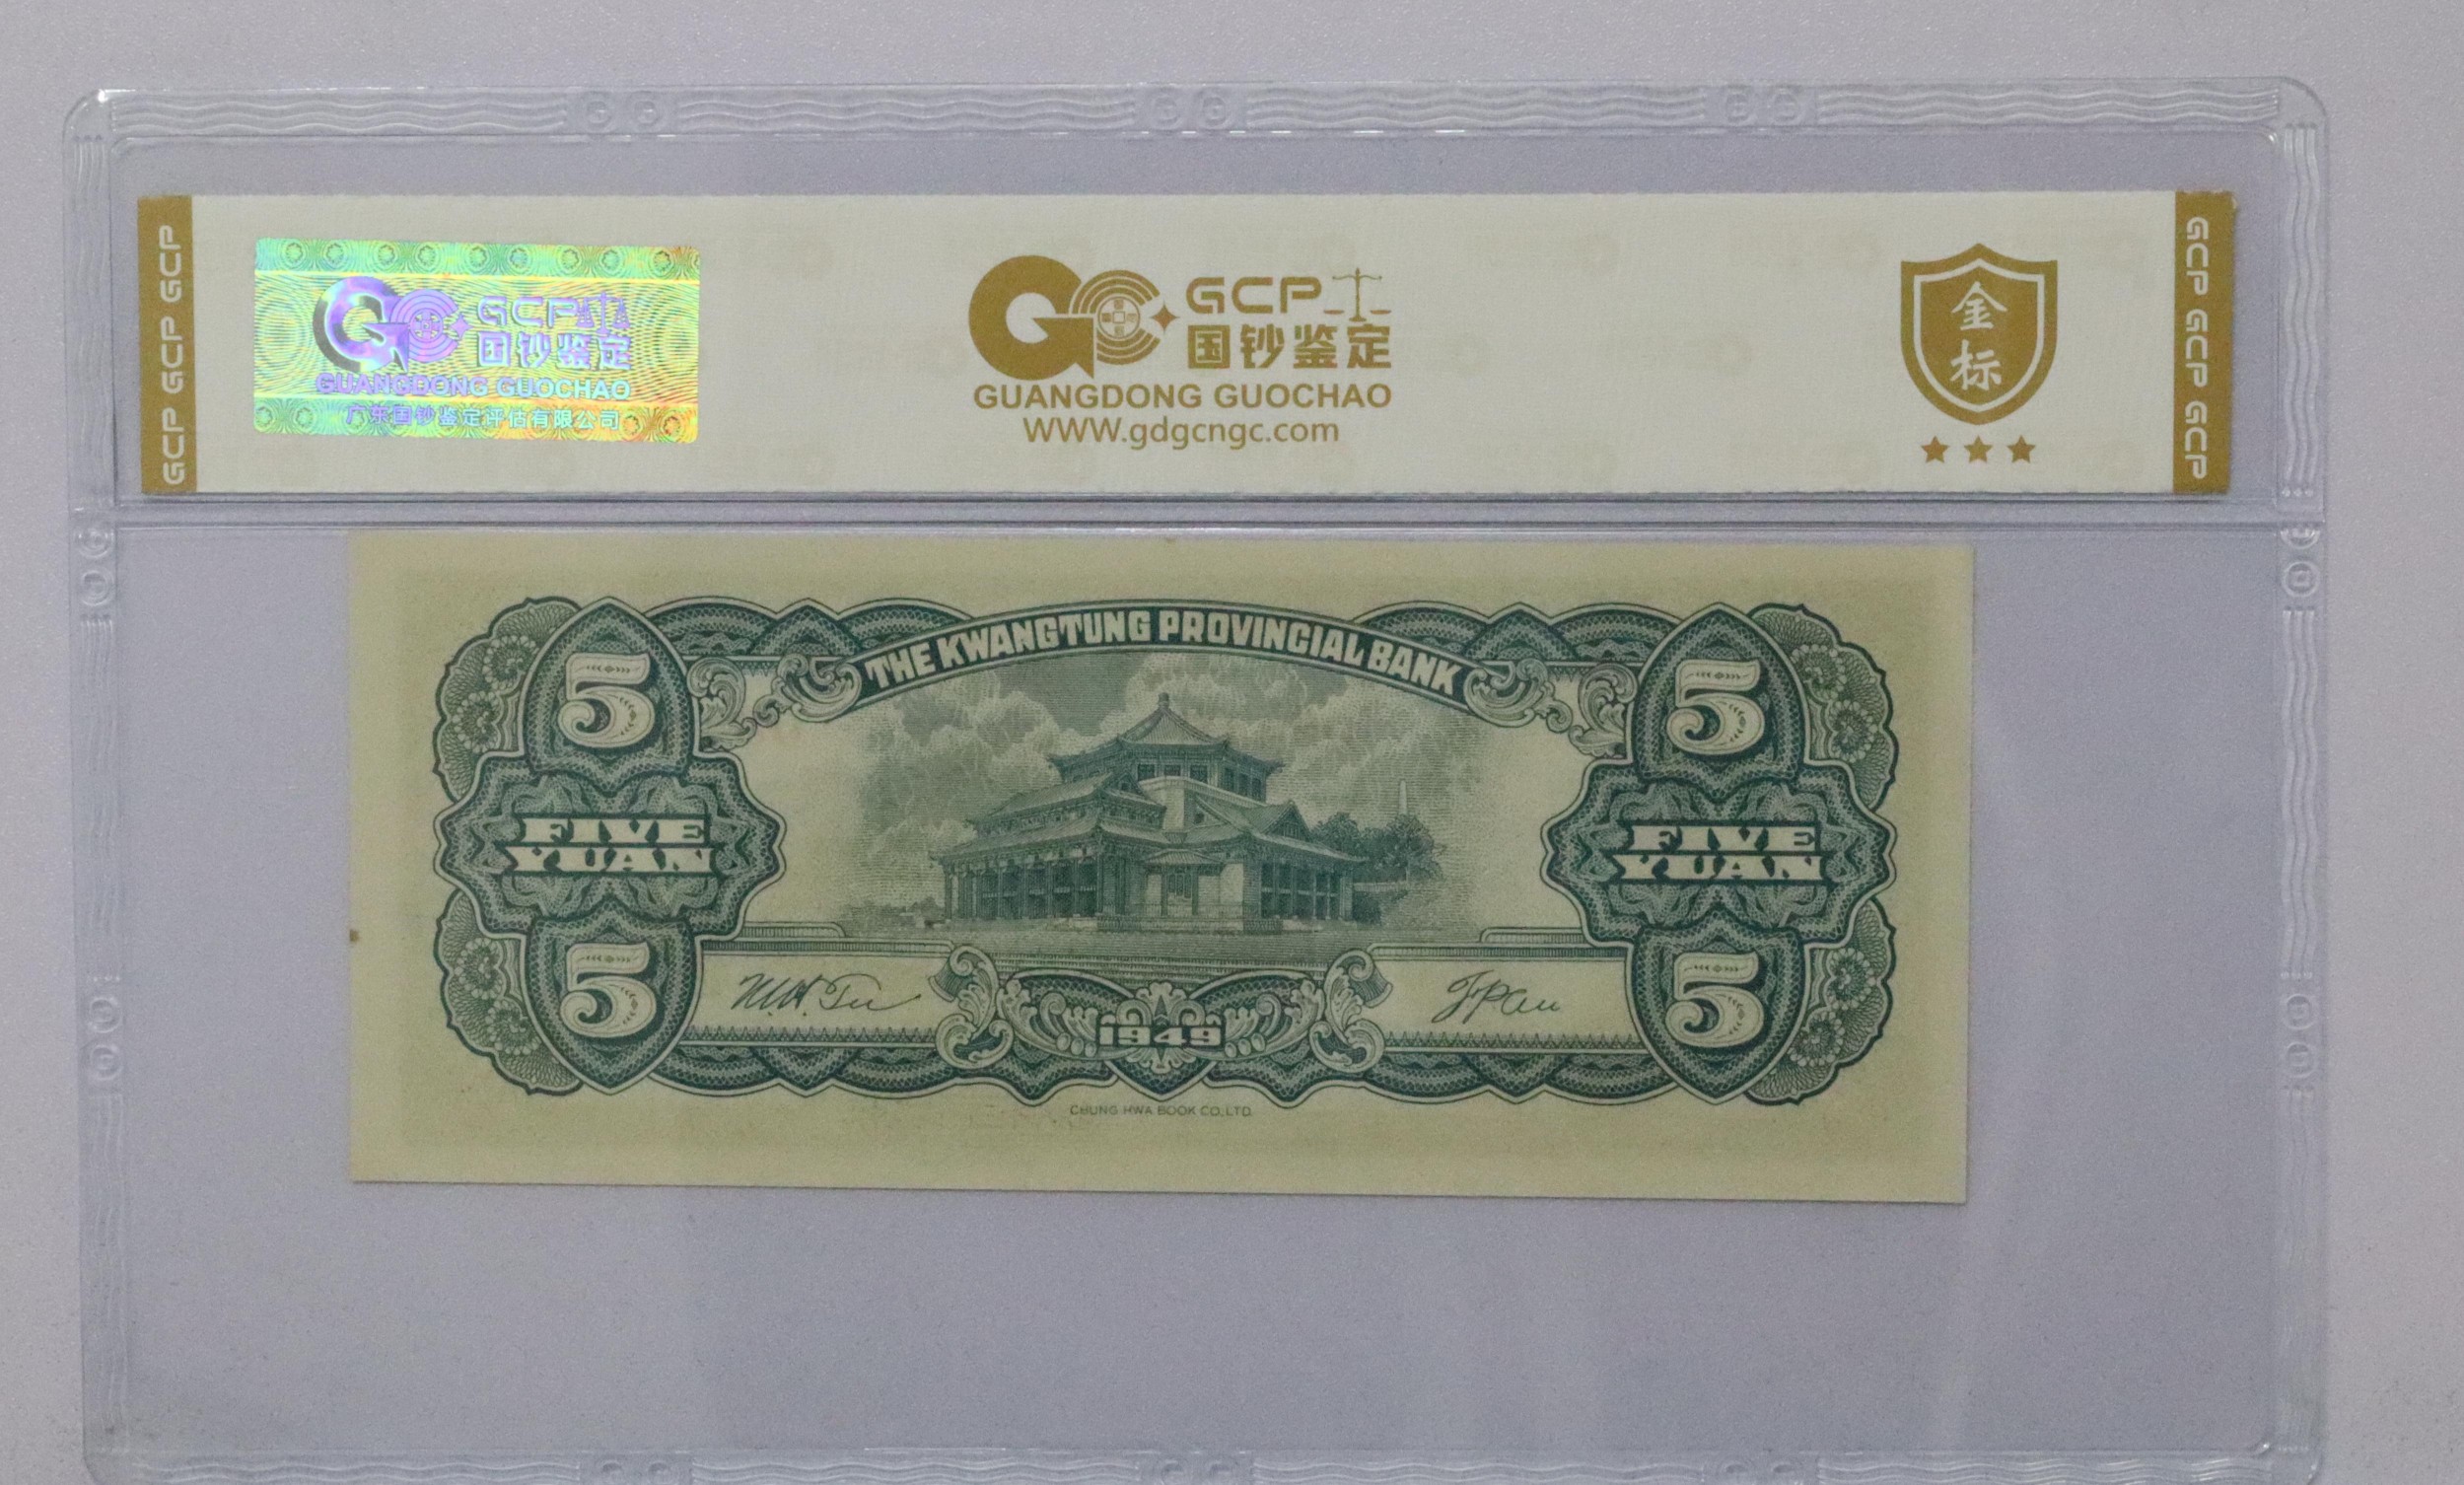 GCP GCP GCP
GCP
国钞鉴定
GUANGDONG GUOCHAO
广东国钞鉴定评估有限公司
GCP
国钞鉴定
GUANGDONG GUOCHAO
WWW.gdgcngc.com
金
标
GCP GCP GCP
THE KWANGTUNG PROVINCIAL BANK
5
5
FIVE
YUAN
FIVE
YUAN
5
5
1949
CHUNG HWA BOOK CO.LTD.